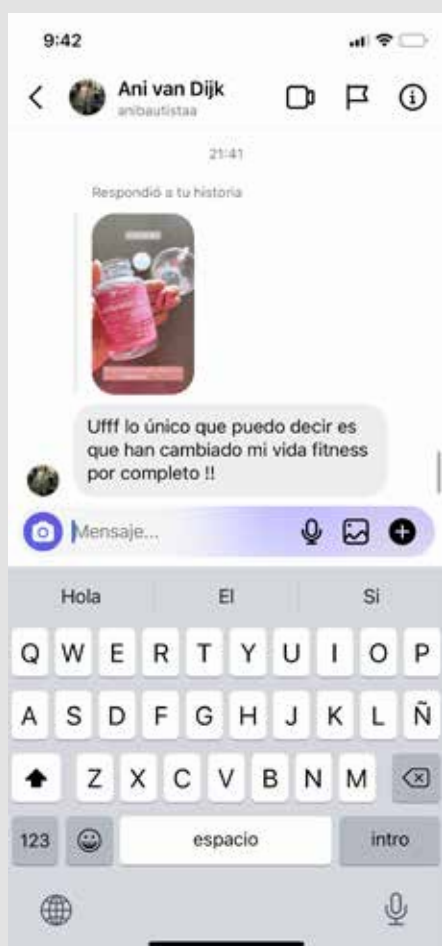 9:42
Ani van Dijk
anibautistaa
21:41
Respondió a tu historia
Ufff lo único que puedo decir es
que han cambiado mi vida fitness
por completo !!
Mensaje...
Hola El Si
Q W E R T Y U I O P
A S D F G H J K L Ñ
Z X C V B N M
123 espacio intro